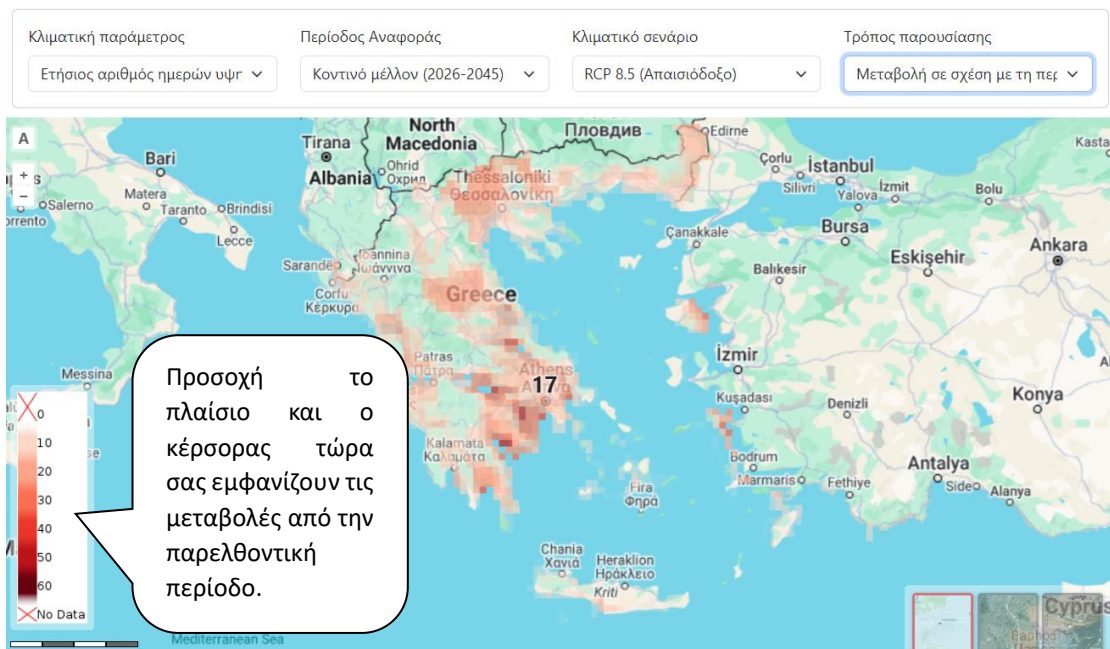 Κλιματική παράμετρος
Περίοδος Αναφοράς
Κλιματικό σενάριο
Τρόπος παρουσίασης
Ετήσιος αριθμός ημερών υψη
Κοντινό μέλλον (2026-2045)
RCP 8.5 (Απαισιόδοξο)
Μεταβολή σε σχέση με τη περ
A
+
−
Tirana
North
Macedonia
Пловдив
Edirne
Kasta
Bari
Albania
Ohrid
Охрид
Thessaloniki
Θεσσαλονίκη
Çorlu
İstanbul
Silivri
Yalova
İzmit
Bolu
Salerno
Matera
Taranto
Brindisi
Lecce
orrento
Çanakkale
Bursa
Eskişehir
Ankara
Sarandë
Ioannina
Ιωάννινα
Balıkesir
Corfu
Κέρκυρα
Greece
Messina
Patras
Πάτρα
Athens
17
İzmir
Kuşadası
Denizli
Konya
Kalamata
Καλαμάτα
Bodrum
Marmaris
Fethiye
Antalya
Side
Alanya
Fira
Φηρά
Chania
Χανιά
Heraklion
Ηράκλειο
Kriti
Cyprus
Paphos
Mediterranean Sea
0
10
20
30
40
50
60
No Data
Προσοχή το
πλαίσιο και ο
κέρσορας τώρα
σας εμφανίζουν τις
μεταβολές από την
παρελθοντική
περίοδο.